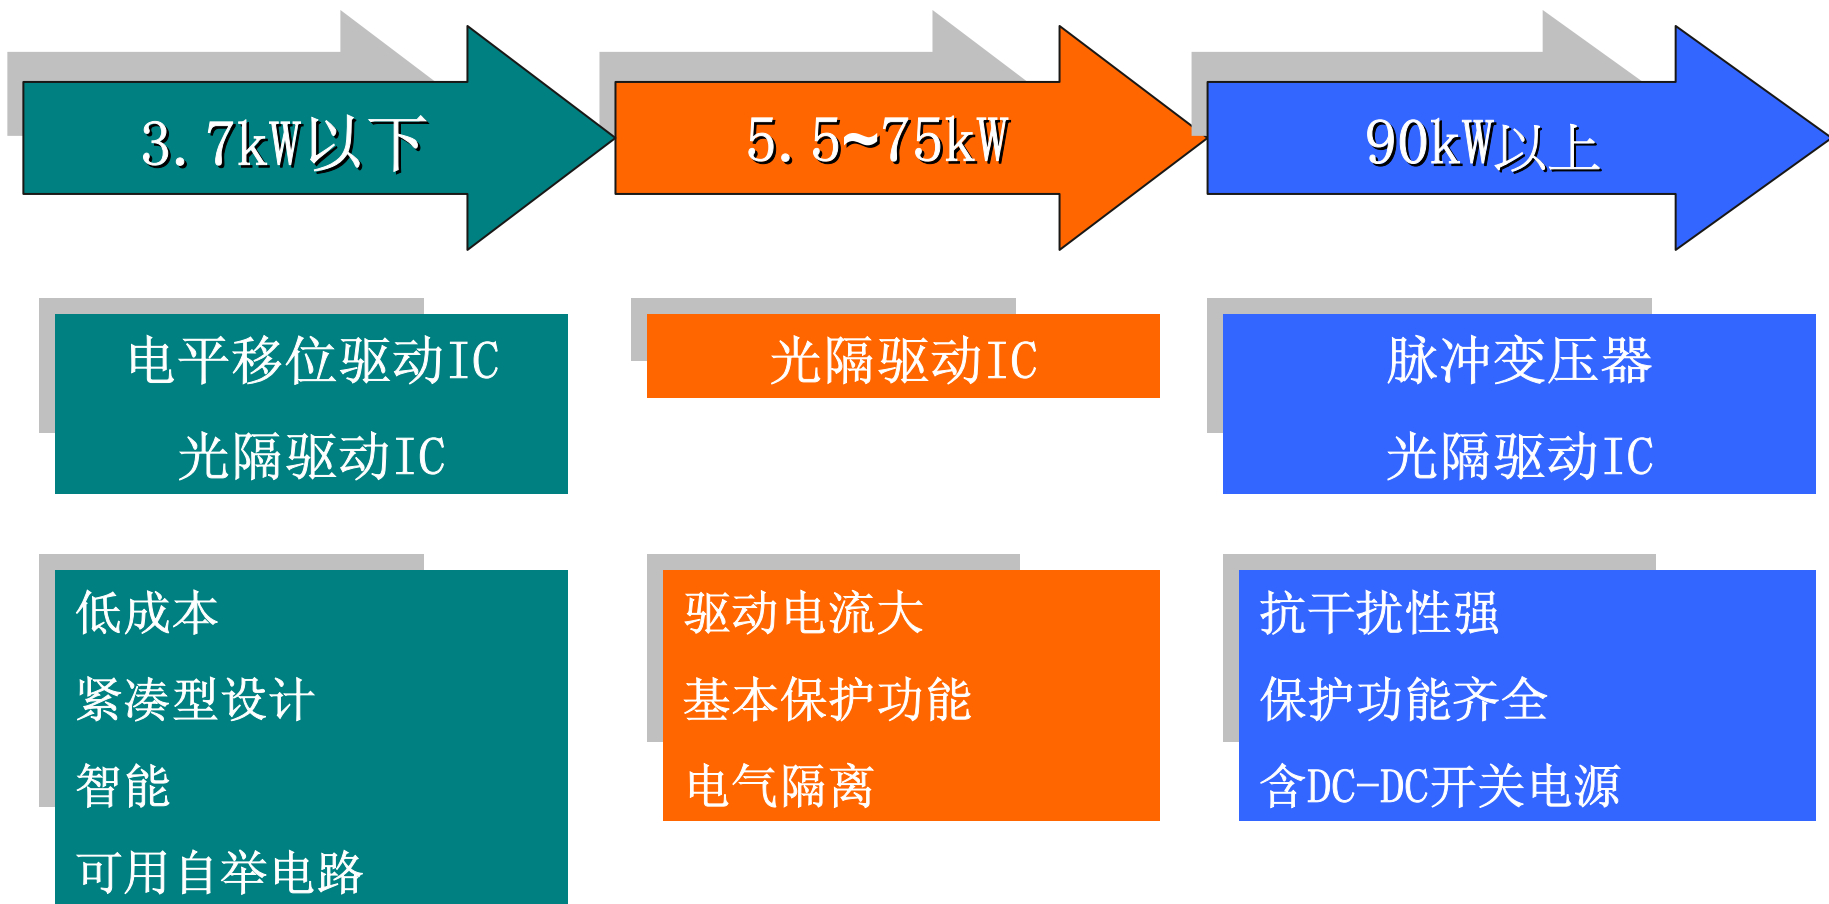 3.7kW以下
5.5~75kW
90kW以上
电平移位驱动IC
光隔驱动IC
光隔驱动IC
脉冲变压器
光隔驱动IC
低成本
紧凑型设计
智能
可用自举电路
驱动电流大
基本保护功能
电气隔离
抗干扰性强
保护功能齐全
含DC-DC开关电源